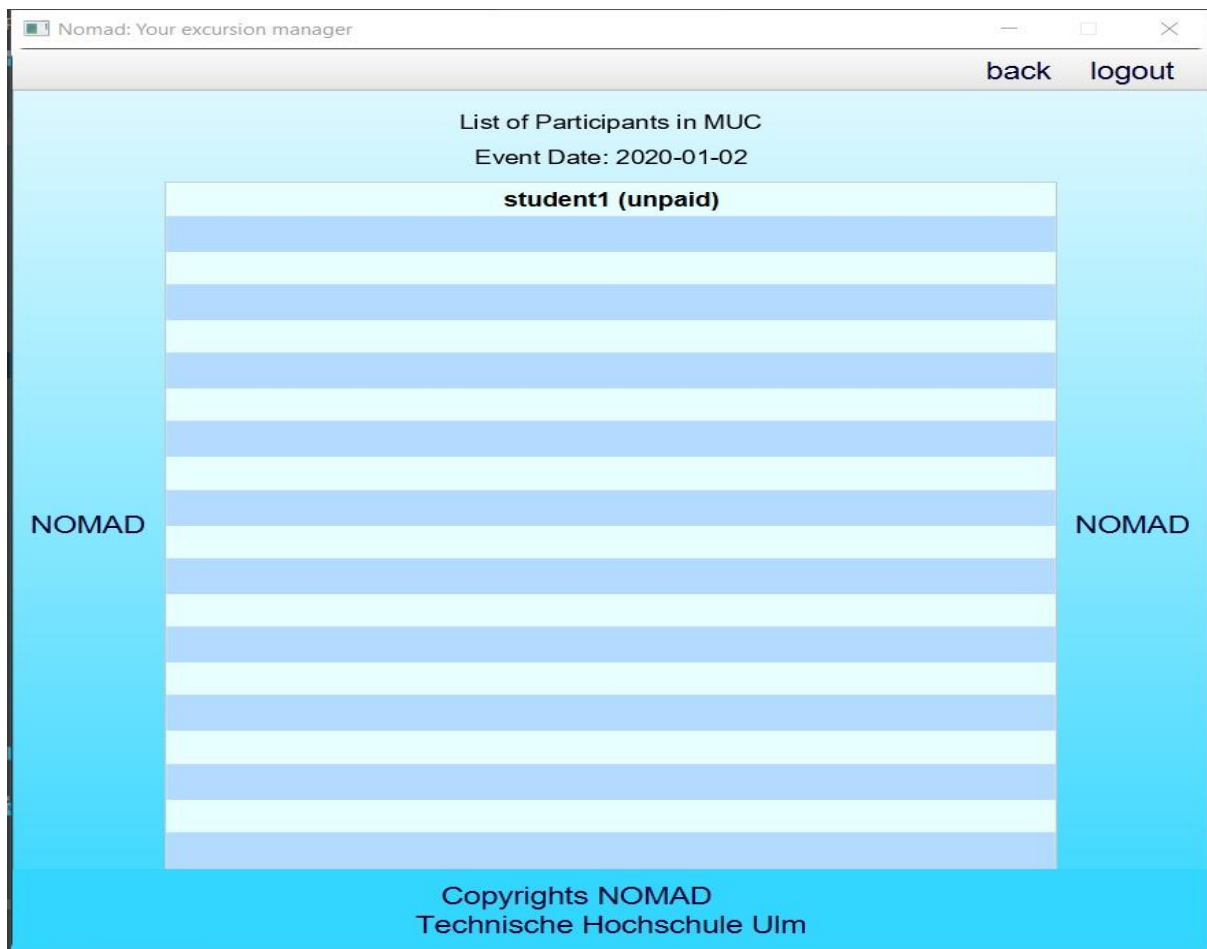 Nomad: Your excursion manager
back logout
List of Participants in MUC
Event Date: 2020-01-02
student1 (unpaid)
NOMAD NOMAD
Copyrights NOMAD
Technische Hochschule Ulm